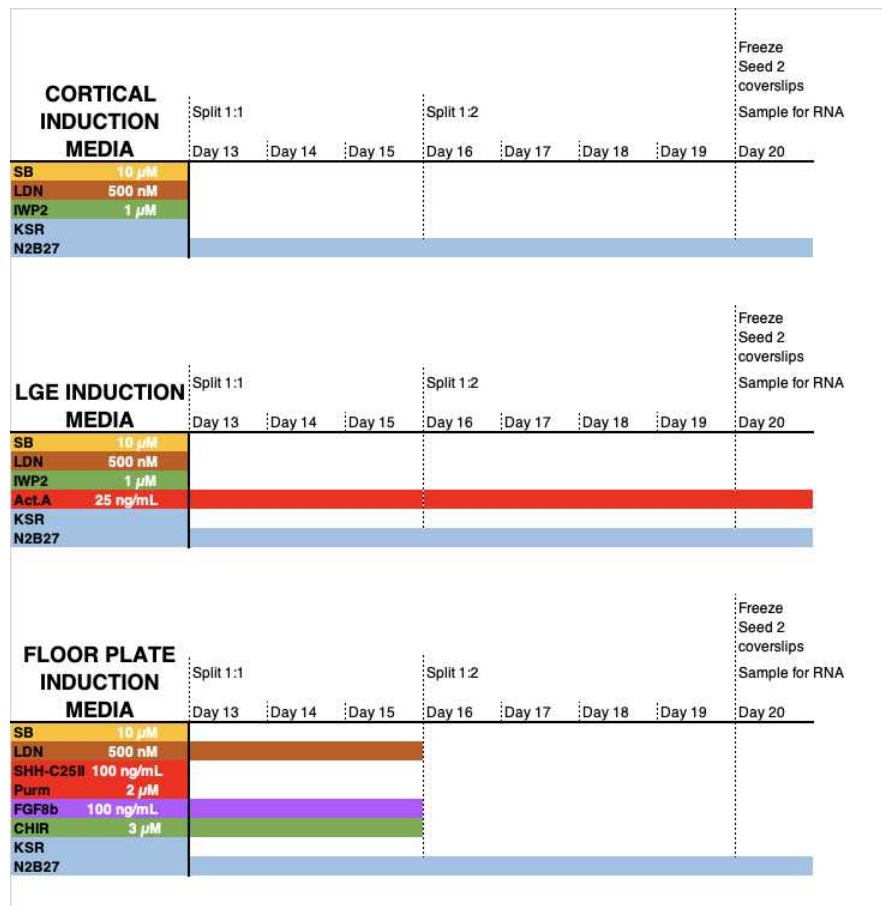 Freeze
Seed 2
coverslips
CORTICAL
INDUCTION
MEDIA
Split 1:1
Split 1:2
Sample for RNA
Day 13 Day 14 Day 15 Day 16 Day 17 Day 18 Day 19 Day 20
SB 10 µM
LDN 500 nM
IWP2 1 µM
KSR
N2B27
Freeze
Seed 2
coverslips
LGE INDUCTION
MEDIA
Split 1:1
Split 1:2
Sample for RNA
Day 13 Day 14 Day 15 Day 16 Day 17 Day 18 Day 19 Day 20
SB 10 µM
LDN 500 nM
IWP2 1 µM
Act.A 25 ng/mL
KSR
N2B27
Freeze
Seed 2
coverslips
FLOOR PLATE
INDUCTION
MEDIA
Split 1:1
Split 1:2
Sample for RNA
Day 13 Day 14 Day 15 Day 16 Day 17 Day 18 Day 19 Day 20
SB 10 µM
LDN 500 nM
SHH-C25II 100 ng/mL
Purm 2 µM
FGF8b 100 ng/mL
CHIR 3 µM
KSR
N2B27